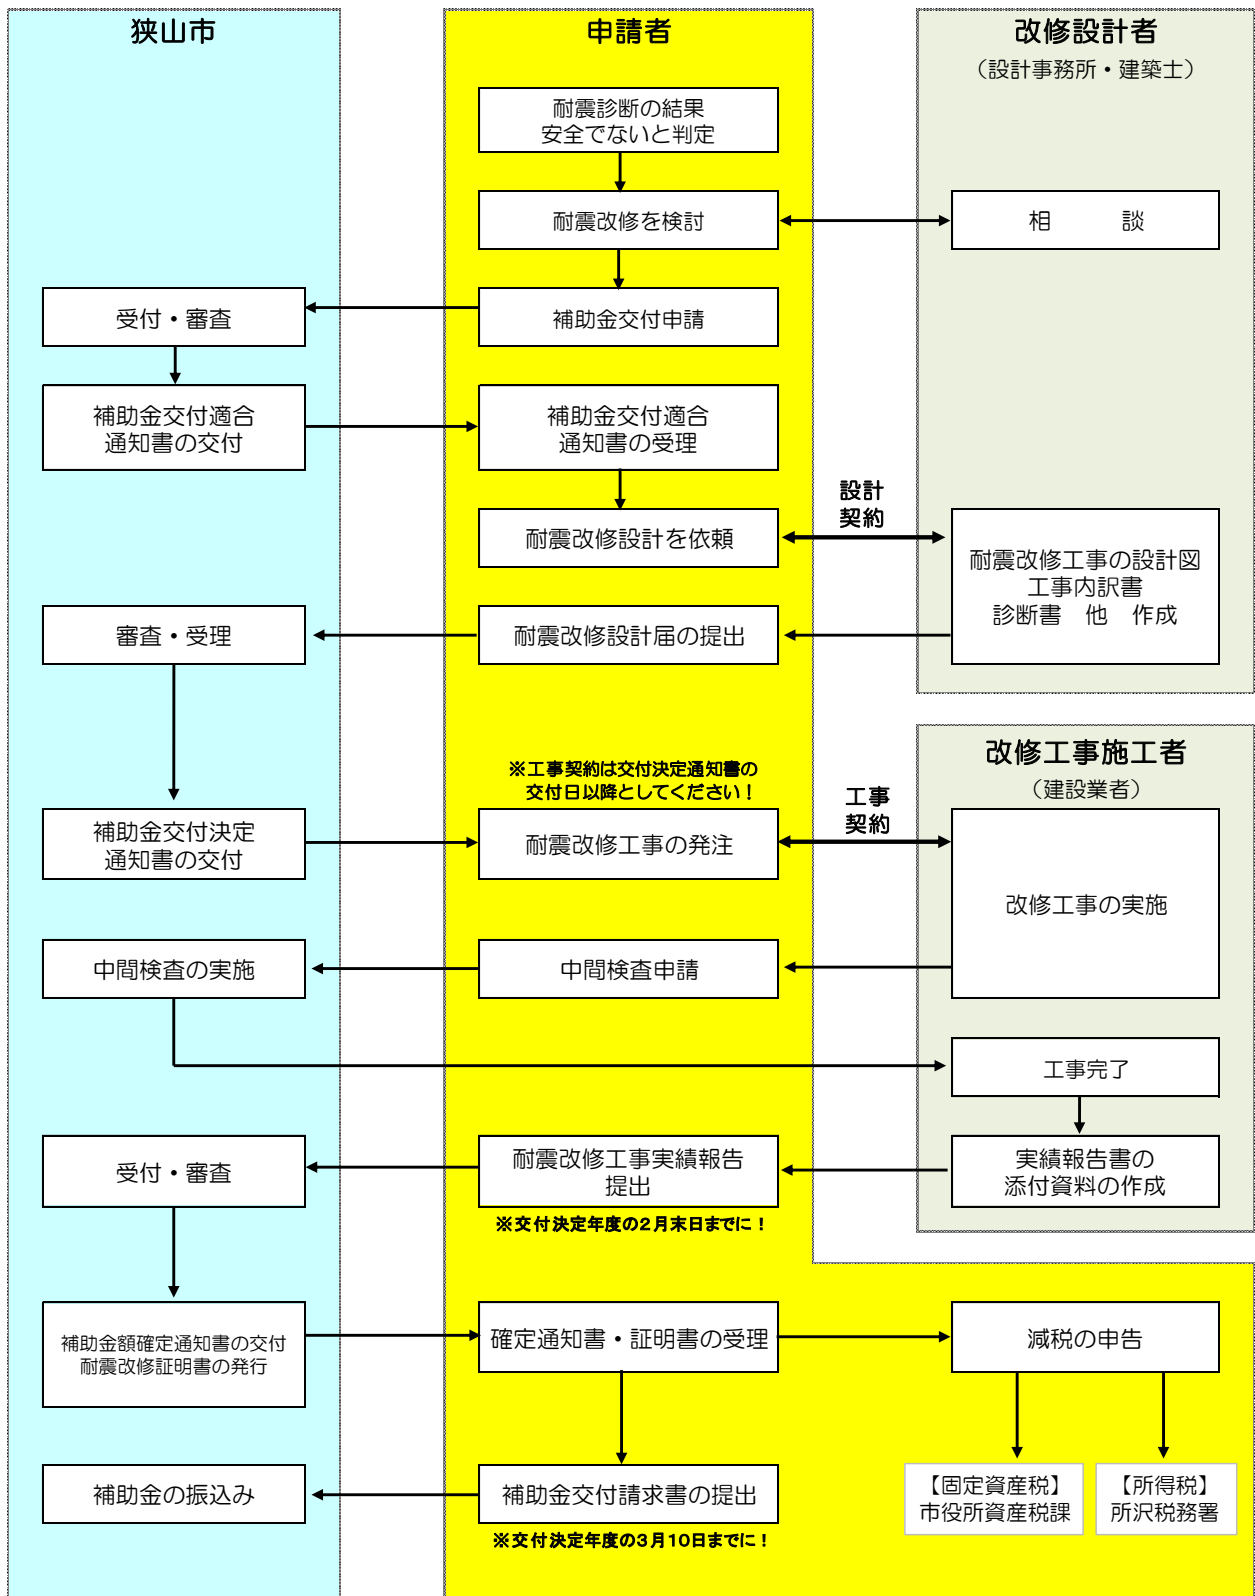 狭山市
申請者
改修設計者
（設計事務所・建築士）
耐震診断の結果
安全でないと判定
耐震改修を検討
相　　談
受付・審査
補助金交付申請
補助金交付適合
通知書の交付
補助金交付適合
通知書の受理
設計
契約
耐震改修設計を依頼
耐震改修工事の設計図
工事内訳書
診断書　他　作成
審査・受理
耐震改修設計届の提出
改修工事施工者
（建設業者）
※工事契約は交付決定通知書の
交付日以降としてください！
工事
契約
補助金交付決定
通知書の交付
耐震改修工事の発注
改修工事の実施
中間検査の実施
中間検査申請
工事完了
受付・審査
耐震改修工事実績報告
提出
実績報告書の
添付資料の作成
※交付決定年度の2月末日までに！
補助金額確定通知書の交付
耐震改修証明書の発行
確定通知書・証明書の受理
減税の申告
補助金の振込み
補助金交付請求書の提出
【固定資産税】
市役所資産税課
【所得税】
所沢税務署
※交付決定年度の3月10日までに！